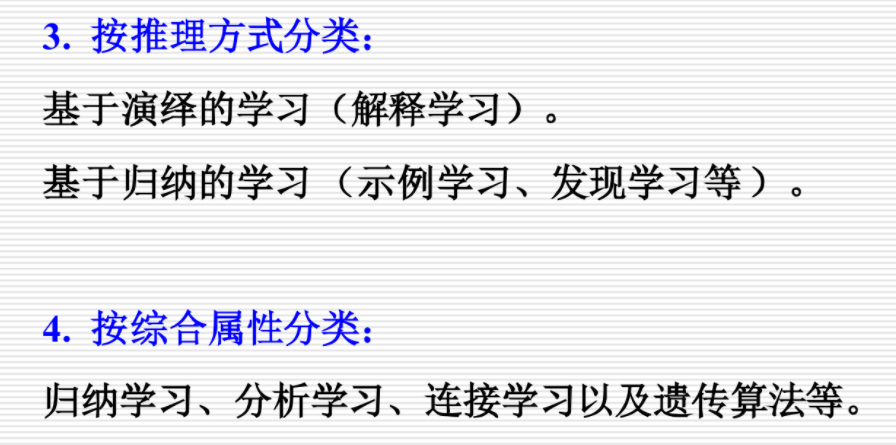 3. 按推理方式分类：
基于演绎的学习（解释学习）。
基于归纳的学习（示例学习、发现学习等）。
4. 按综合属性分类：
归纳学习、分析学习、连接学习以及遗传算法等。